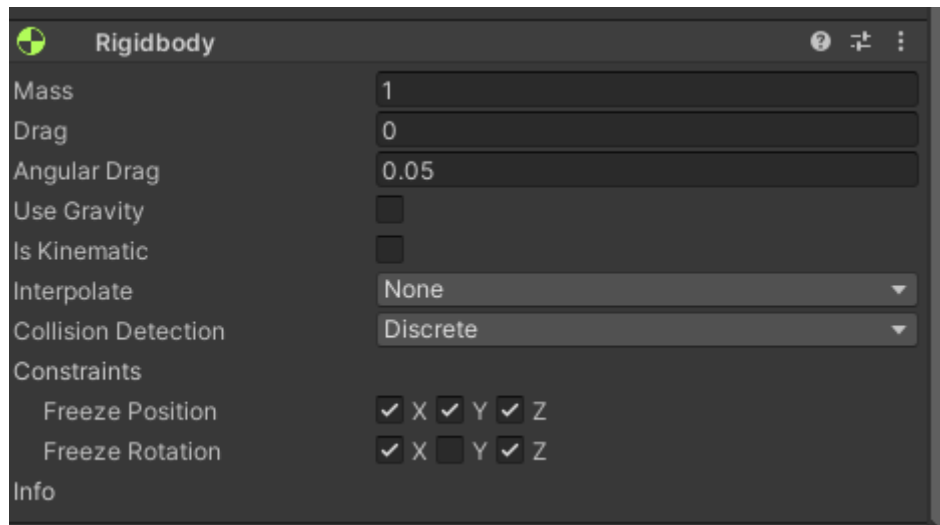 Rigidbody
Mass 1
Drag 0
Angular Drag 0.05
Use Gravity
Is Kinematic
Interpolate None
Collision Detection Discrete
Constraints
Freeze Position X Y Z
Freeze Rotation X Y Z
Info